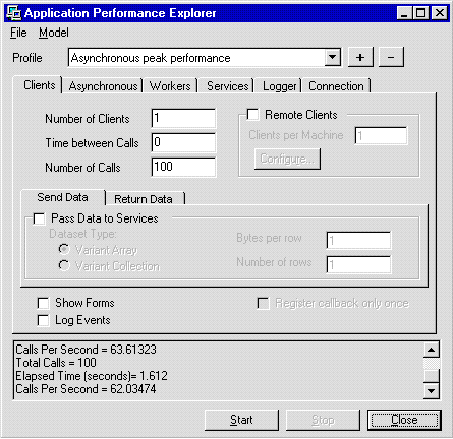 Application Performance Explorer
File Model
Profile Asynchronous peak performance + −
Clients Asynchronous Workers Services Logger Connection
Number of Clients 1
Time between Calls 0
Number of Calls 100
Remote Clients
Clients per Machine 1
Configure...
Send Data Return Data
Pass Data to Services
Dataset Type:
Variant Array
Variant Collection
Bytes per row 1
Number of rows 1
Show Forms
Log Events
Register callback only once
Calls Per Second = 63.61323
Total Calls = 100
Elapsed Time (seconds)= 1.612
Calls Per Second = 62.03474
Start Stop Close